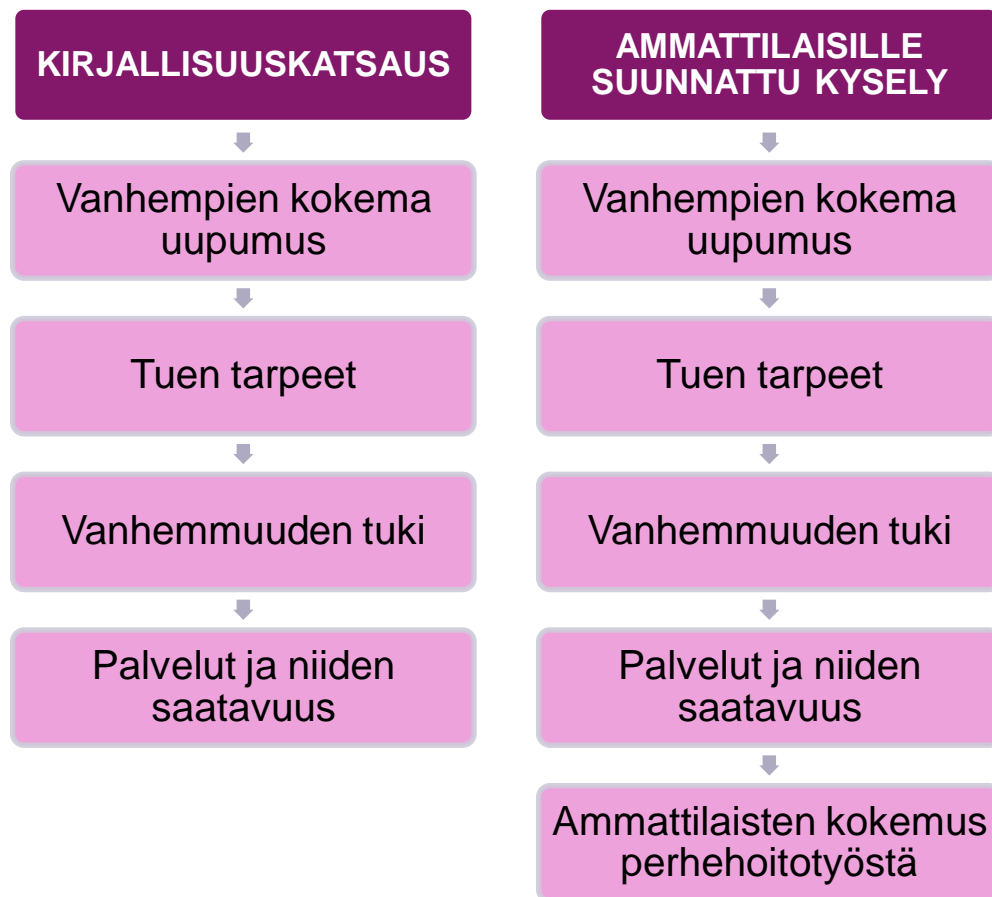 KIRJALLISUUSKATSAUS
Vanhempien kokema
uupumus
Tuen tarpeet
Vanhemmuuden tuki
Palvelut ja niiden
saatavuus
AMMATTILAISILLE
SUUNNATTU KYSELY
Vanhempien kokema
uupumus
Tuen tarpeet
Vanhemmuuden tuki
Palvelut ja niiden
saatavuus
Ammattilaisten kokemus
perhehoitotyöstä